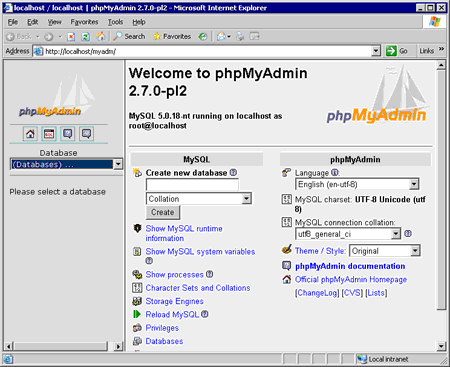 localhost / localhost | phpMyAdmin 2.7.0-pl2 - Microsoft Internet Explorer
File Edit View Favorites Tools Help
Back Search Favorites
Address http://localhost/myadm/ Go Links »
phpMyAdmin
Database
(Databases) ...
Please select a database
Welcome to phpMyAdmin
2.7.0-pl2
phpMyAdmin
MySQL 5.0.18-nt running on localhost as
root@localhost
MySQL
Create new database
Collation
Create
Show MySQL runtime
information
Show MySQL system variables
Show processes
Character Sets and Collations
Storage Engines
Reload MySQL
Privileges
Databases
phpMyAdmin
Language
English (en-utf-8)
MySQL charset: UTF-8 Unicode (utf
8)
MySQL connection collation:
utf8_general_ci
Theme / Style: Original
phpMyAdmin documentation
Official phpMyAdmin Homepage
[ChangeLog] [CVS] [Lists]
Local intranet